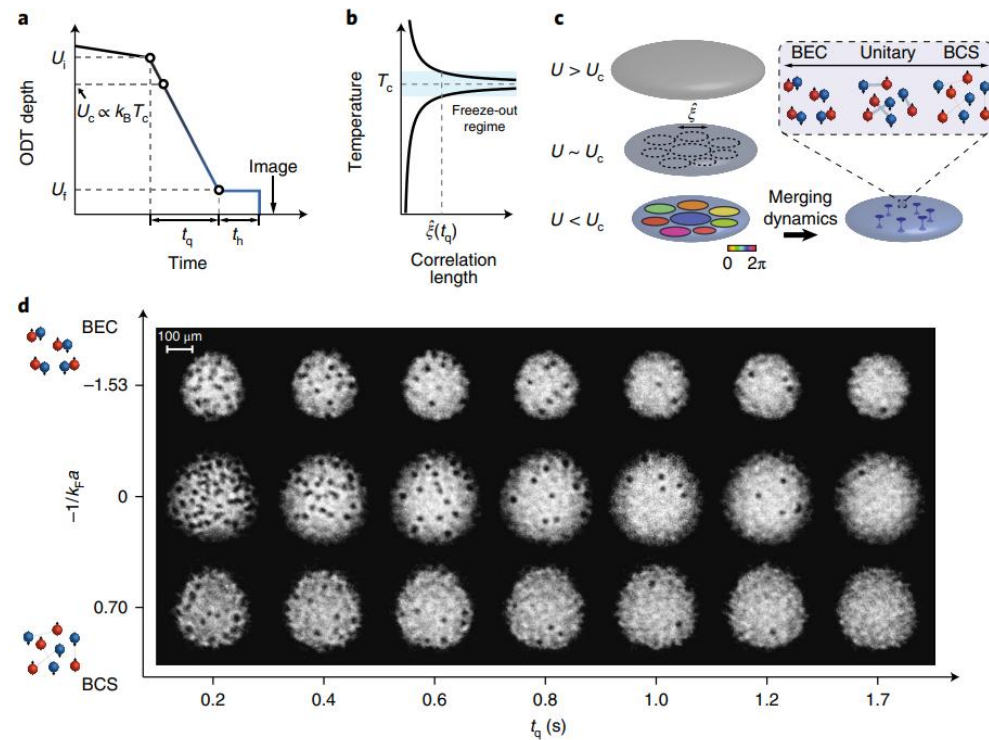 a
ODT depth
U_i
U_c ∝ k_B T_c
U_f
Image
t_q
t_h
Time
b
Temperature
T_c
Freeze-out
regime
ξ̂(t_q)
Correlation
length
c
U > U_c
ξ̂
U ~ U_c
U < U_c
0 2π
Merging
dynamics
BEC Unitary BCS
d
BEC
100 μm
−1.53
−1/k_F a
0
0.70
BCS
0.2 0.4 0.6 0.8 1.0 1.2 1.7
t_q (s)